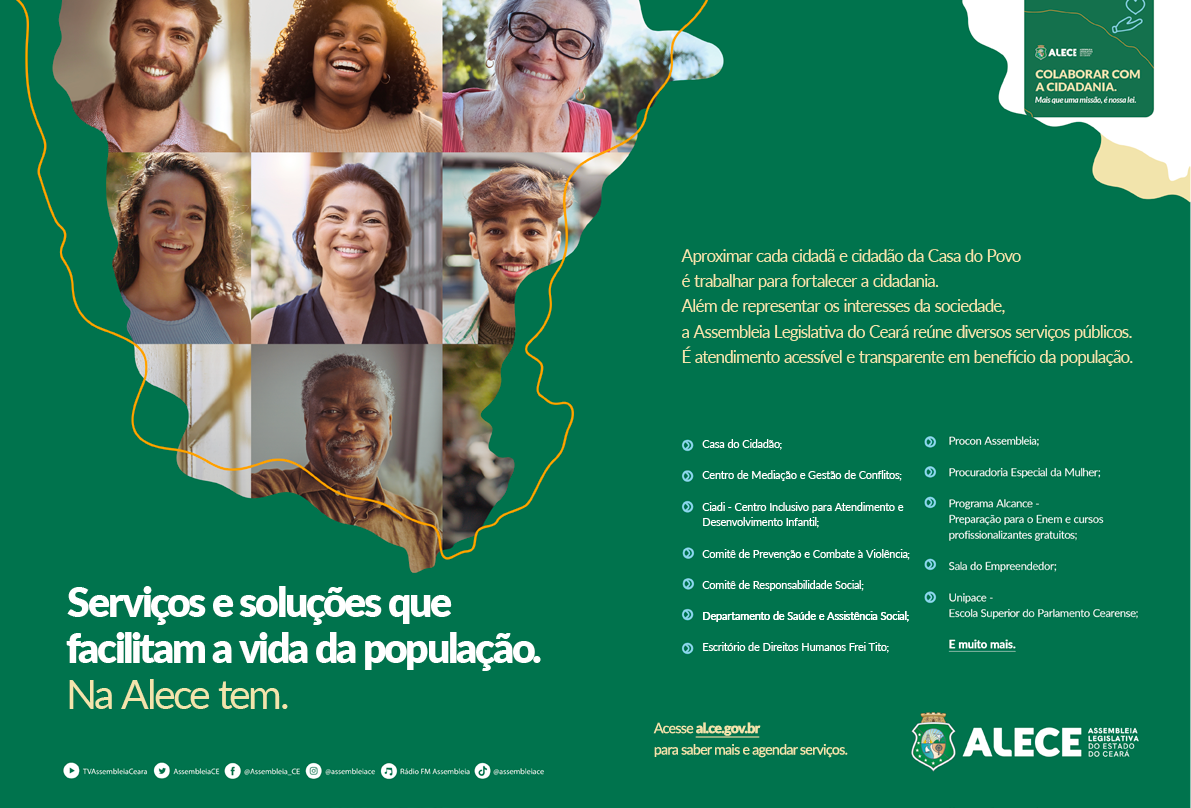 ALECE
COLABORAR COM
A CIDADANIA.
Mais que uma missão, é nossa lei.
Aproximar cada cidadã e cidadão da Casa do Povo
é trabalhar para fortalecer a cidadania.
Além de representar os interesses da sociedade,
a Assembleia Legislativa do Ceará reúne diversos serviços públicos.
É atendimento acessível e transparente em benefício da população.
Casa do Cidadão;
Centro de Mediação e Gestão de Conflitos;
Ciadi - Centro Inclusivo para Atendimento e
Desenvolvimento Infantil;
Comitê de Prevenção e Combate à Violência;
Comitê de Responsabilidade Social;
Departamento de Saúde e Assistência Social;
Escritório de Direitos Humanos Frei Tito;
Procon Assembleia;
Procuradoria Especial da Mulher;
Programa Alcance -
Preparação para o Enem e cursos
profissionalizantes gratuitos;
Sala do Empreendedor;
Unipace -
Escola Superior do Parlamento Cearense;
E muito mais.
Serviços e soluções que
facilitam a vida da população.
Na Alece tem.
Acesse al.ce.gov.br
para saber mais e agendar serviços.
ALECE
ASSEMBLEIA
LEGISLATIVA
DO ESTADO
DO CEARÁ
TVAssembleiaCeara AssembleiaCE @Assembleia_CE @assembleiace Rádio FM Assembleia @assembleiace